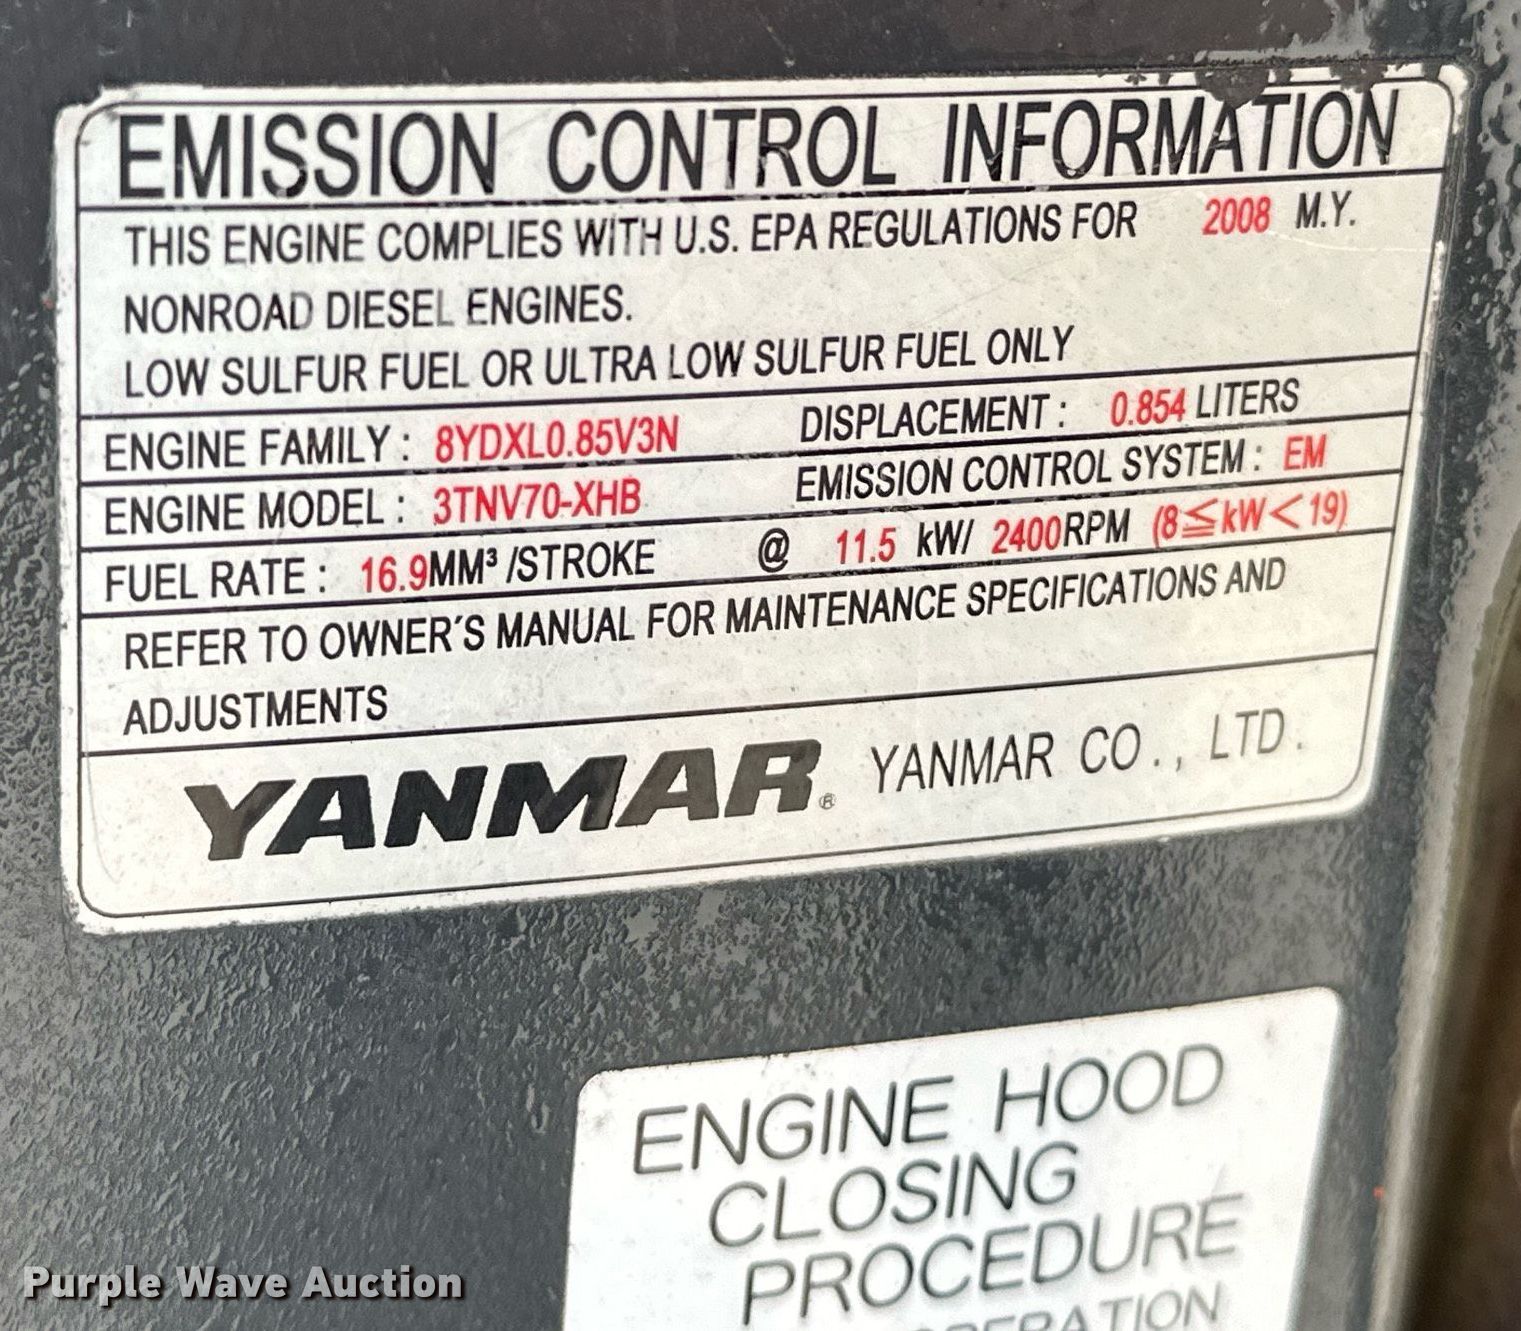 EMISSION CONTROL INFORMATION
THIS ENGINE COMPLIES WITH U.S. EPA REGULATIONS FOR 2008 M.Y.
NONROAD DIESEL ENGINES.
LOW SULFUR FUEL OR ULTRA LOW SULFUR FUEL ONLY
ENGINE FAMILY : 8YDXL0.85V3N DISPLACEMENT : 0.854 LITERS
ENGINE MODEL : 3TNV70-XHB EMISSION CONTROL SYSTEM : EM
FUEL RATE : 16.9MM³/STROKE @ 11.5 kW/ 2400RPM (8≦kW<19)
REFER TO OWNER'S MANUAL FOR MAINTENANCE SPECIFICATIONS AND
ADJUSTMENTS
YANMAR® YANMAR CO., LTD.
ENGINE HOOD
CLOSING
PROCEDURE
Purple Wave Auction